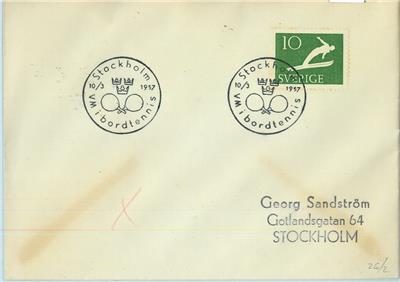 Stockholm
10/3 1957
VM i bordtennis
Stockholm
10/3 1957
VM i bordtennis
10
SVERIGE
Georg Sandström
Gotlandsgatan 64
STOCKHOLM